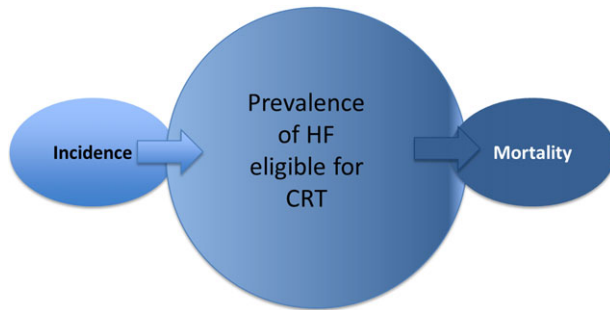 Prevalence
of HF
eligible for
CRT
Incidence
Mortality